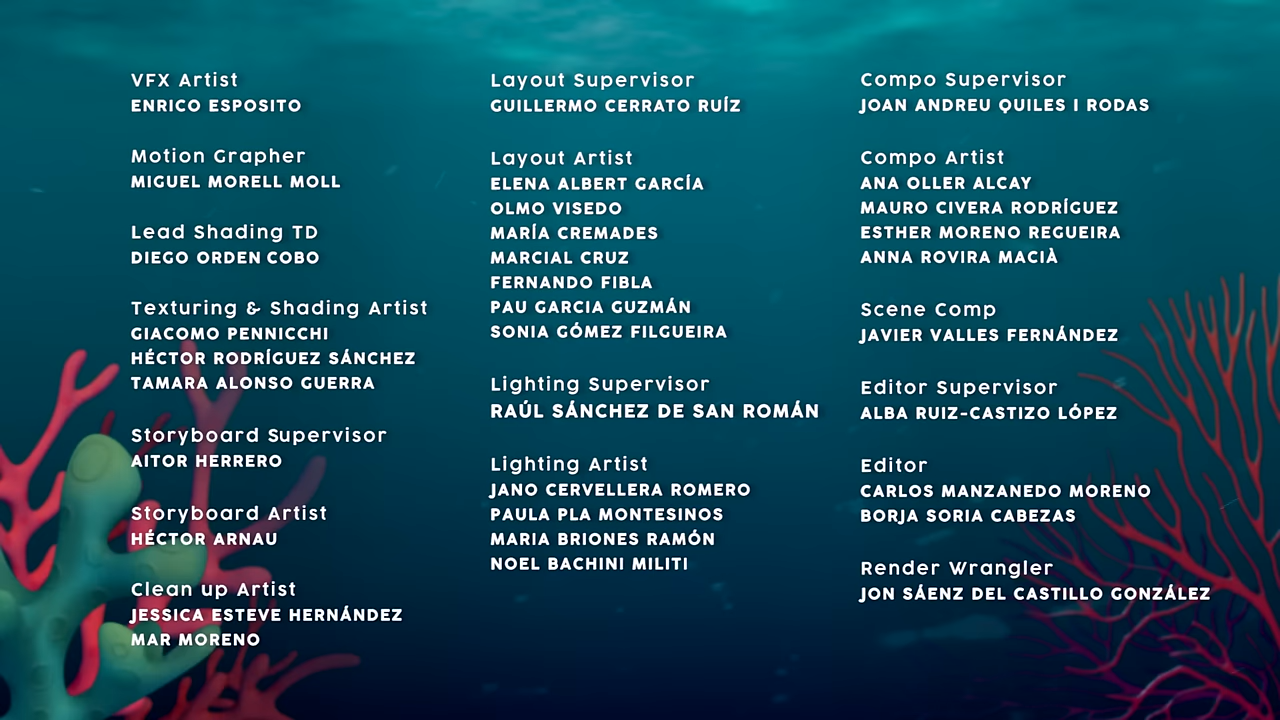 VFX Artist
ENRICO ESPOSITO
Motion Grapher
MIGUEL MORELL MOLL
Lead Shading TD
DIEGO ORDEN COBO
Texturing & Shading Artist
GIACOMO PENNICCHI
HÉCTOR RODRÍGUEZ SÁNCHEZ
TAMARA ALONSO GUERRA
Storyboard Supervisor
AITOR HERRERO
Storyboard Artist
HÉCTOR ARNAU
Clean up Artist
JESSICA ESTEVE HERNÁNDEZ
MAR MORENO
Layout Supervisor
GUILLERMO CERRATO RUÍZ
Layout Artist
ELENA ALBERT GARCÍA
OLMO VISEDO
MARÍA CREMADES
MARCIAL CRUZ
FERNANDO FIBLA
PAU GARCIA GUZMÁN
SONIA GÓMEZ FILGUEIRA
Lighting Supervisor
RAÚL SÁNCHEZ DE SAN ROMÁN
Lighting Artist
JANO CERVELLERA ROMERO
PAULA PLA MONTESINOS
MARIA BRIONES RAMÓN
NOEL BACHINI MILITI
Compo Supervisor
JOAN ANDREU QUILES I RODAS
Compo Artist
ANA OLLER ALCAY
MAURO CIVERA RODRÍGUEZ
ESTHER MORENO REGUEIRA
ANNA ROVIRA MACIÀ
Scene Comp
JAVIER VALLES FERNÁNDEZ
Editor Supervisor
ALBA RUIZ-CASTIZO LÓPEZ
Editor
CARLOS MANZANEDO MORENO
BORJA SORIA CABEZAS
Render Wrangler
JON SÁENZ DEL CASTILLO GONZÁLEZ